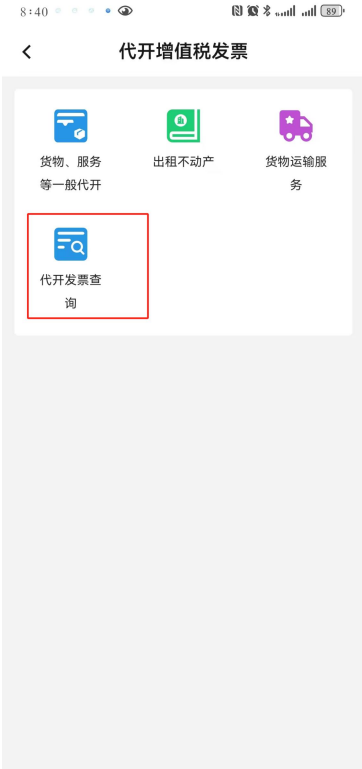 8:40
89
代开增值税发票
货物、服务
等一般代开
出租不动产
货物运输服
务
代开发票查
询